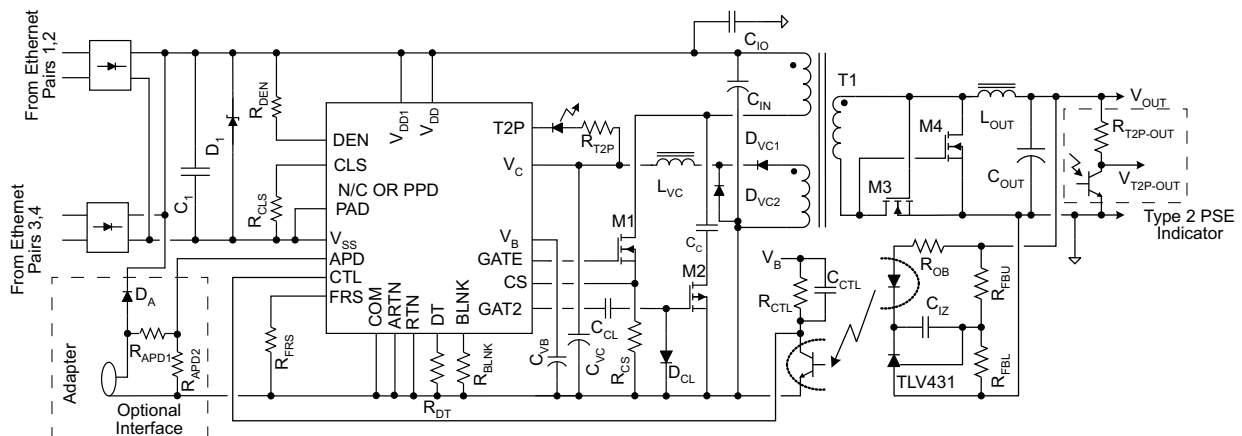 From Ethernet
Pairs 1,2
From Ethernet
Pairs 3,4
C1
D1
RDEN
RCLS
DEN
CLS
N/C OR PPD
PAD
VSS
APD
CTL
FRS
VDD1
VDD
T2P
VC
VB
GATE
CS
GAT2
COM
ARTN
RTN
DT
BLNK
Adapter
DA
RAPD1
RAPD2
Optional
Interface
RFRS
RDT
RBLNK
CVB
CVC
CCL
RCS
DCL
RT2P
LVC
DVC1
DVC2
CIO
CIN
CC
M1
M2
T1
M3
M4
LOUT
COUT
VOUT
RT2P-OUT
VT2P-OUT
Type 2 PSE
Indicator
VB
RCTL
CCTL
ROB
CIZ
TLV431
RFBU
RFBL